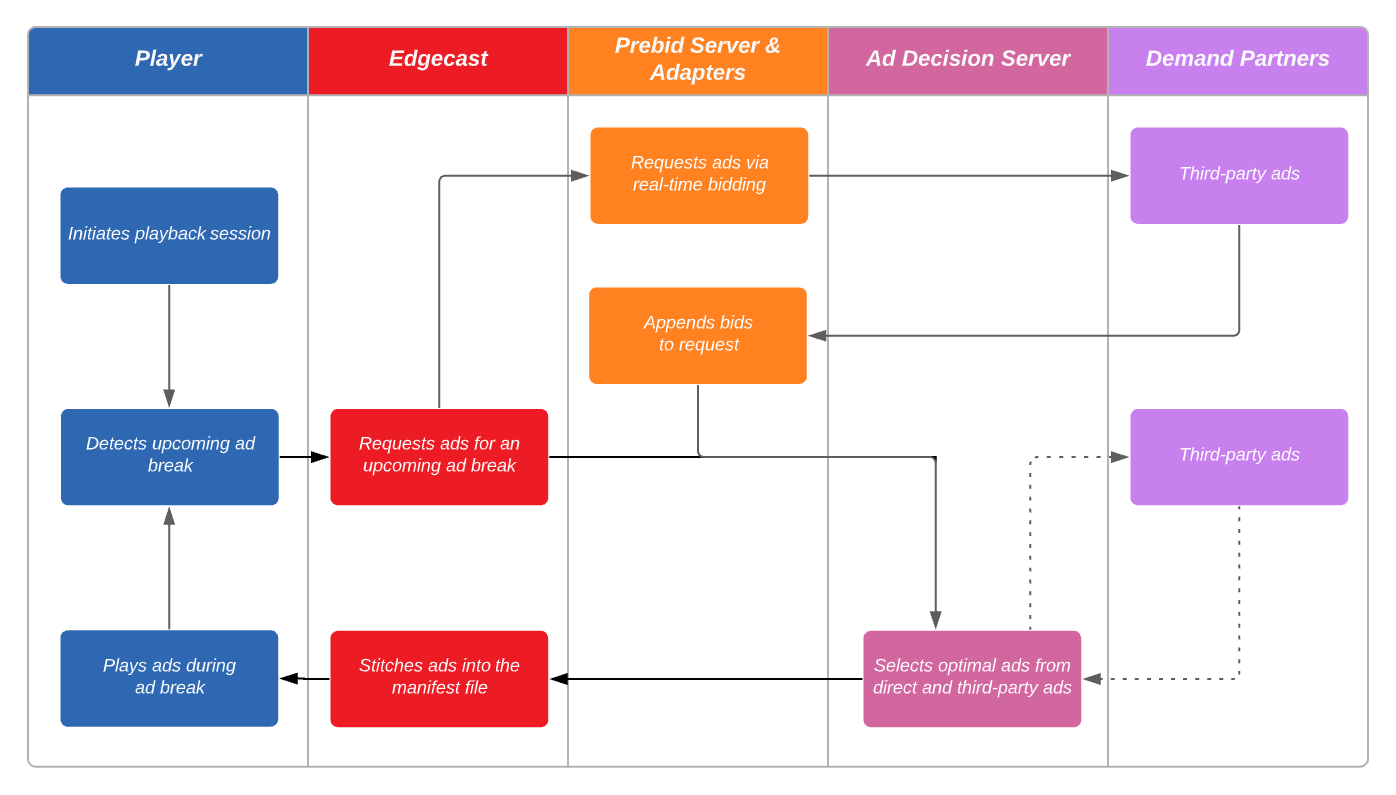 Player
Edgecast
Prebid Server &
Adapters
Ad Decision Server
Demand Partners
Requests ads via
real-time bidding
Third-party ads
Initiates playback session
Appends bids
to request
Detects upcoming ad
break
Requests ads for an
upcoming ad break
Third-party ads
Plays ads during
ad break
Stitches ads into the
manifest file
Selects optimal ads from
direct and third-party ads